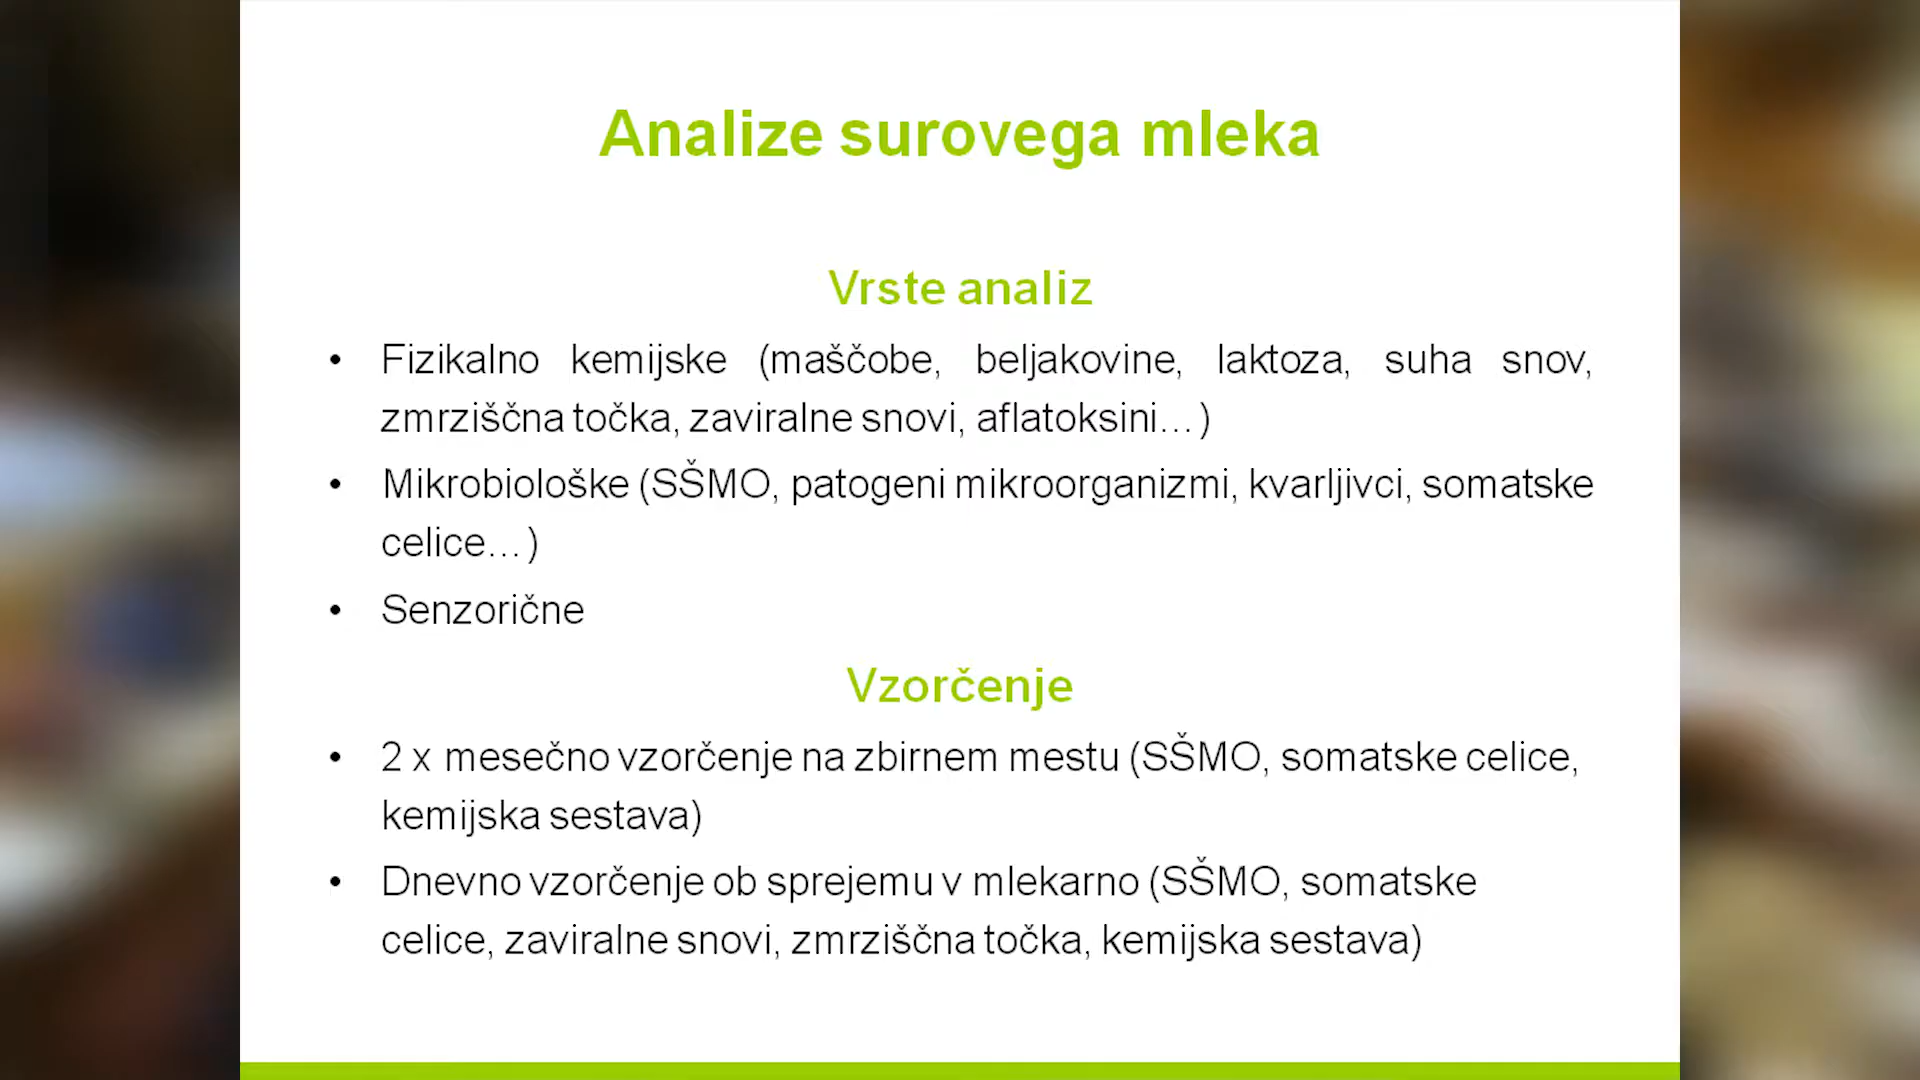 Analize surovega mleka
Vrste analiz
• Fizikalno kemijske (maščobe, beljakovine, laktoza, suha snov,
zmrziščna točka, zaviralne snovi, aflatoksini…)
• Mikrobiološke (SŠMO, patogeni mikroorganizmi, kvarljivci, somatske
celice…)
• Senzorične
Vzorčenje
• 2 x mesečno vzorčenje na zbirnem mestu (SŠMO, somatske celice,
kemijska sestava)
• Dnevno vzorčenje ob sprejemu v mlekarno (SŠMO, somatske
celice, zaviralne snovi, zmrziščna točka, kemijska sestava)